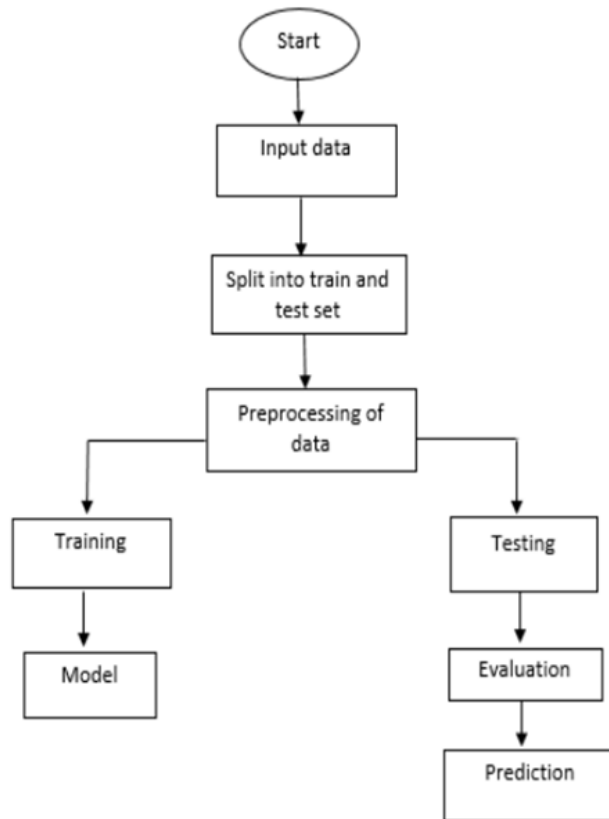 Start
Input data
Split into train and
test set
Preprocessing of
data
Training
Testing
Model
Evaluation
Prediction